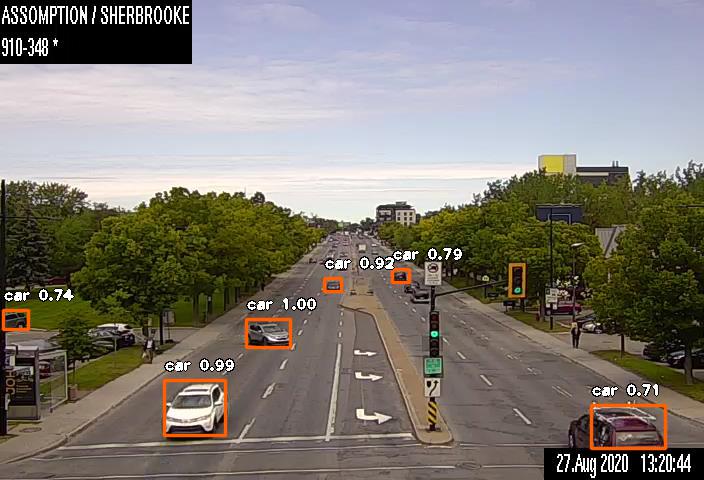 ASSOMPTION / SHERBROOKE
910-348 *
car 0.92
car 0.79
car 0.74
car 1.00
car 0.99
car 0.71
27.Aug 2020 13:20:44